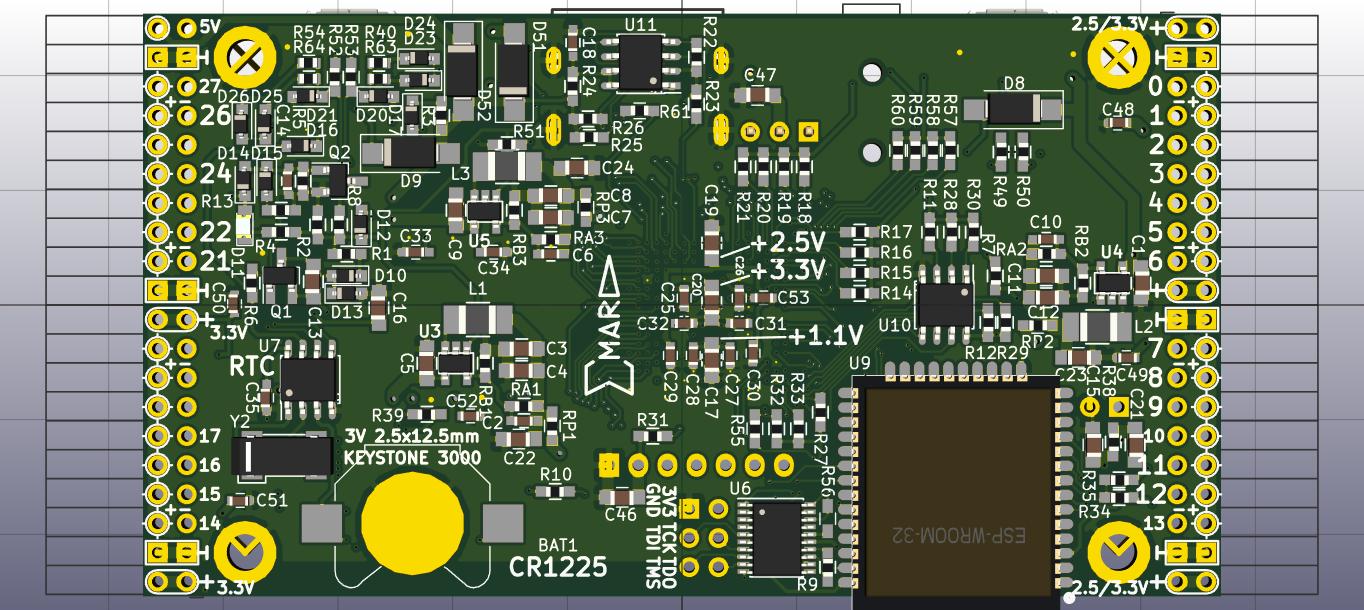 5V
27
26
24
22
21
+ 3.3V
17
16
15
14
+ 3.3V
R54
R64
R52
R53
R40
R63
D24
D23
D51
C18
R24
U11
R22
R23
R61
C47
D26
D25
C14
R5
D21
D16
D20
D17
R3
D52
R51
R26
R25
C24
D14
D15
Q2
R13
R8
D9
L3
C8
C7
RP3
C19
R21
R20
R19
R18
R60
R59
R58
R57
D8
R49
R50
C48
2.5/3.3V
+
0
1
2
3
4
5
6
+
7
8
9
10
11
12
13
+
2.5/3.3V
R4
R2
D12
R1
C33
C9
U5
C34
RR3
RA3
C6
+2.5V
+3.3V
+1.1V
R17
R16
R15
R14
R11
R28
R30
R7
RA2
C10
C11
RB2
U4
C1
D11
C50
R6
Q1
D10
D13
C16
C13
L1
MARD
C25
C20
C26
C53
C32
C31
U10
C12
RP2
L2
R12
R29
U7
RTC
U3
C5
C3
C4
RA1
RB1
C52
C2
RP1
C22
C35
R39
C29
C28
C17
C27
C30
U9
C23
C15
R38
C49
C21
Y2
3V 2.5x12.5mm
KEYSTONE 3000
R31
R55
R32
R33
R27
R56
R10
C46
U6
C51
GND TDI TMS
3V3 TCK TDO
BAT1
CR1225
R9
ESP-WROOM-32
R35
R34